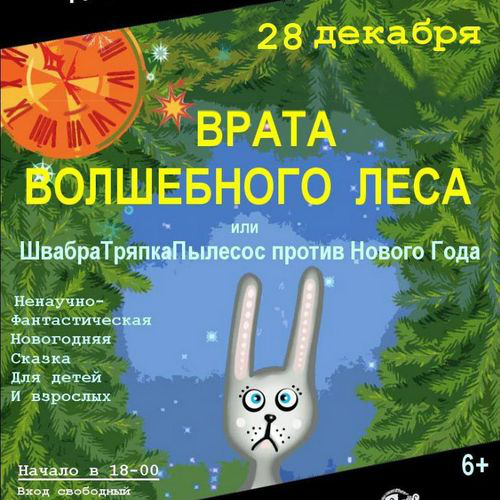 28 декабря
ВРАТА
ВОЛШЕБНОГО ЛЕСА
или
ШвабраТряпкаПылесос против Нового Года
Ненаучно-
Фантастическая
Новогодняя
Сказка
Для детей
И взрослых
Начало в 18-00
Вход свободный
6+